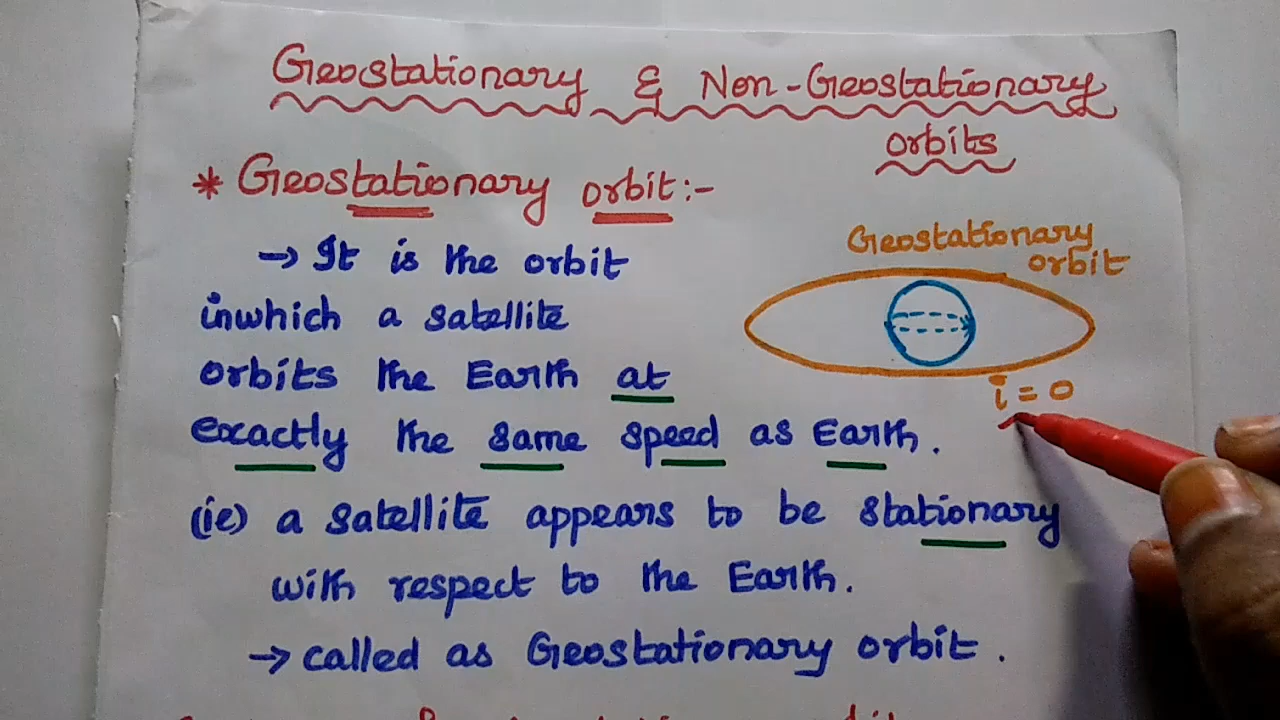 Geostationary & Non-Geostationary
orbits
* Geostationary orbit:-
→ It is the orbit
inwhich a satellite
orbits the Earth at
exactly the same speed as Earth.
(ie) a satellite appears to be stationary
with respect to the Earth.
→ called as Geostationary orbit.
Geostationary
orbit
i = 0